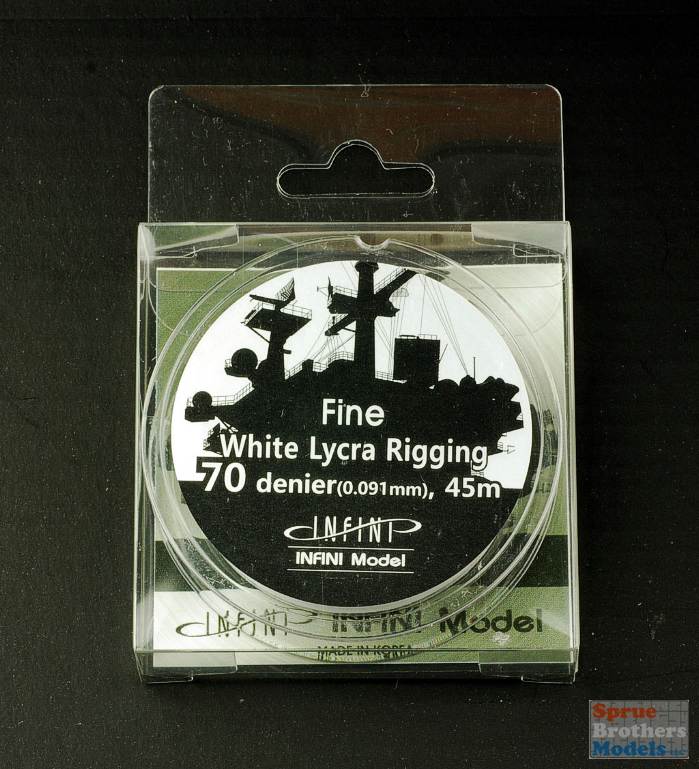 Fine
White Lycra Rigging
70 denier(0.091mm), 45m
INFINI
INFINI Model
INFINI INFINI Model
MADE IN KOREA
Sprue
Brothers
Models LLC